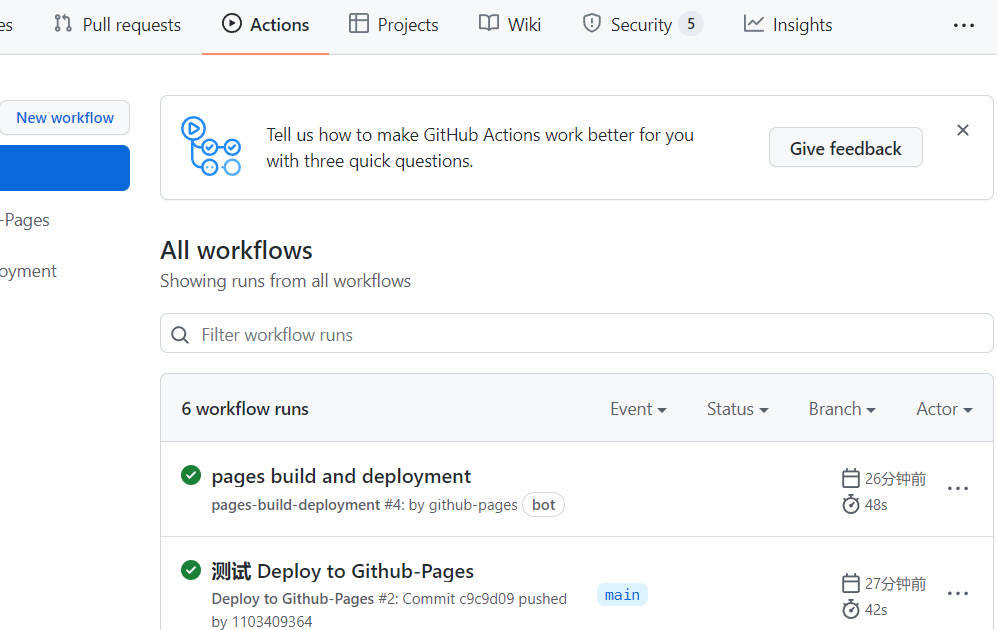 es Pull requests Actions Projects Wiki Security 5 Insights
New workflow
-Pages
oyment
Tell us how to make GitHub Actions work better for you
with three quick questions.
Give feedback
All workflows
Showing runs from all workflows
Filter workflow runs
6 workflow runs Event Status Branch Actor
pages build and deployment
pages-build-deployment #4: by github-pages bot
26分钟前
48s
测试 Deploy to Github-Pages
Deploy to Github-Pages #2: Commit c9c9d09 pushed
by 1103409364
main
27分钟前
42s